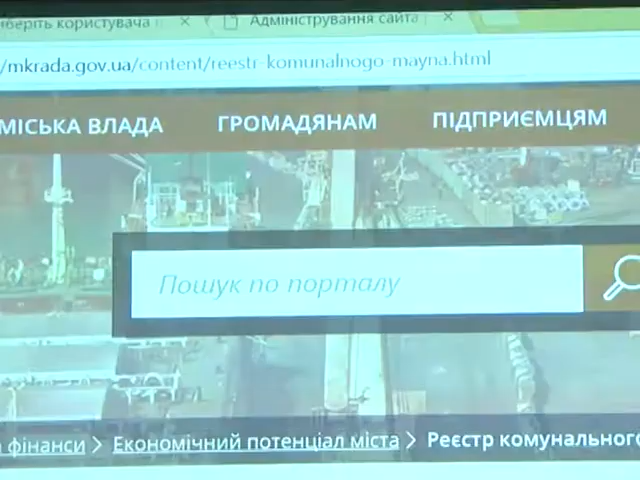 беріть користувача
Адміністрування сайта
/mkrada.gov.ua/content/reestr-komunalnogo-mayna.html
МІСЬКА ВЛАДА ГРОМАДЯНАМ ПІДПРИЄМЦЯМ
Пошук по порталу
фінанси > Економічний потенціал міста > Реєстр комунального